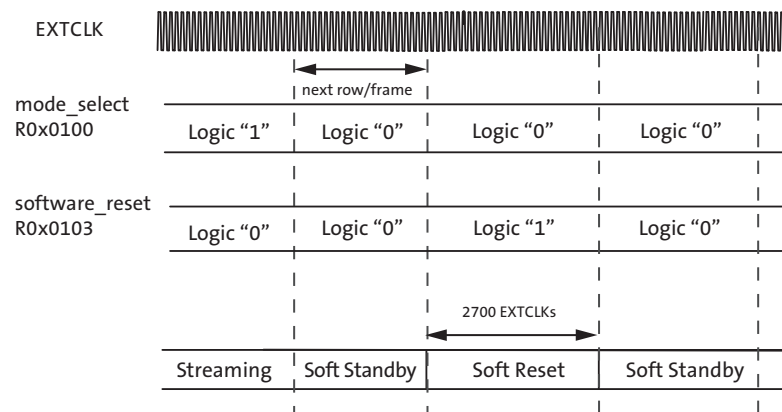 EXTCLK
next row/frame
mode_select
R0x0100
Logic “1” Logic “0” Logic “0” Logic “0”
software_reset
R0x0103
Logic “0” Logic “0” Logic “1” Logic “0”
2700 EXTCLKs
Streaming Soft Standby Soft Reset Soft Standby